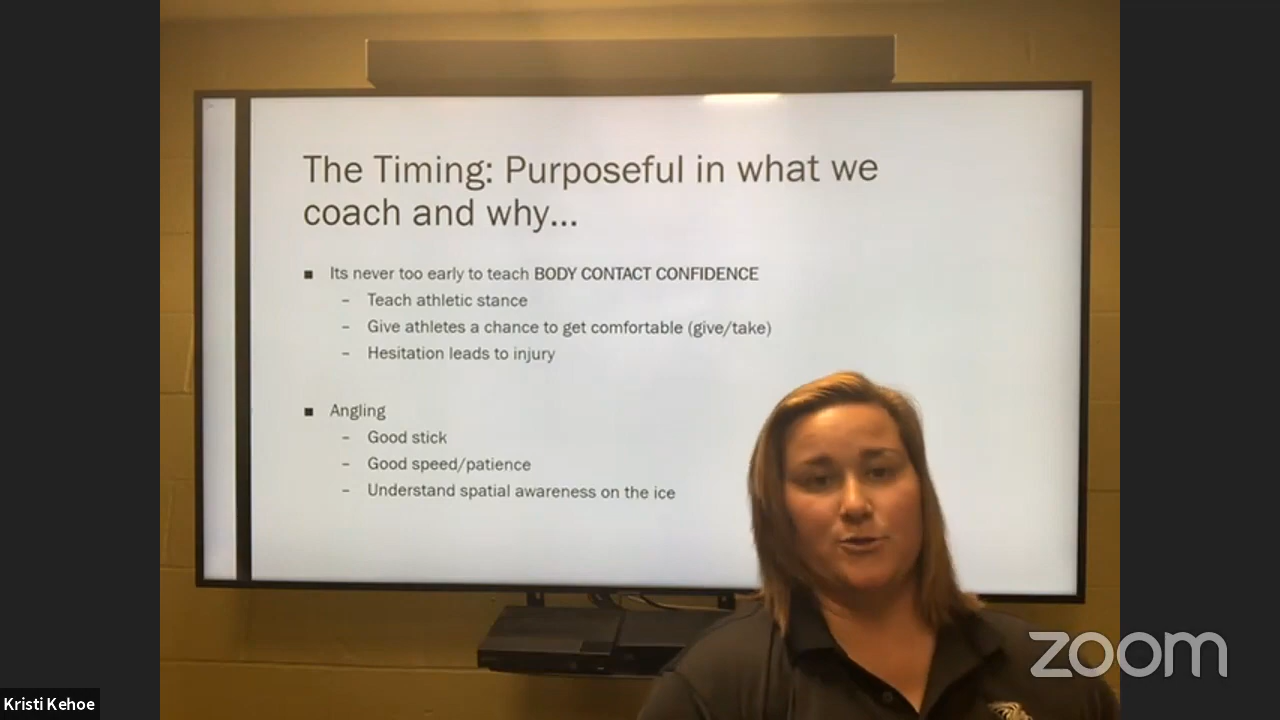 The Timing: Purposeful in what we
coach and why...
■ Its never too early to teach BODY CONTACT CONFIDENCE
– Teach athletic stance
– Give athletes a chance to get comfortable (give/take)
– Hesitation leads to injury
■ Angling
– Good stick
– Good speed/patience
– Understand spatial awareness on the ice
zoom
Kristi Kehoe